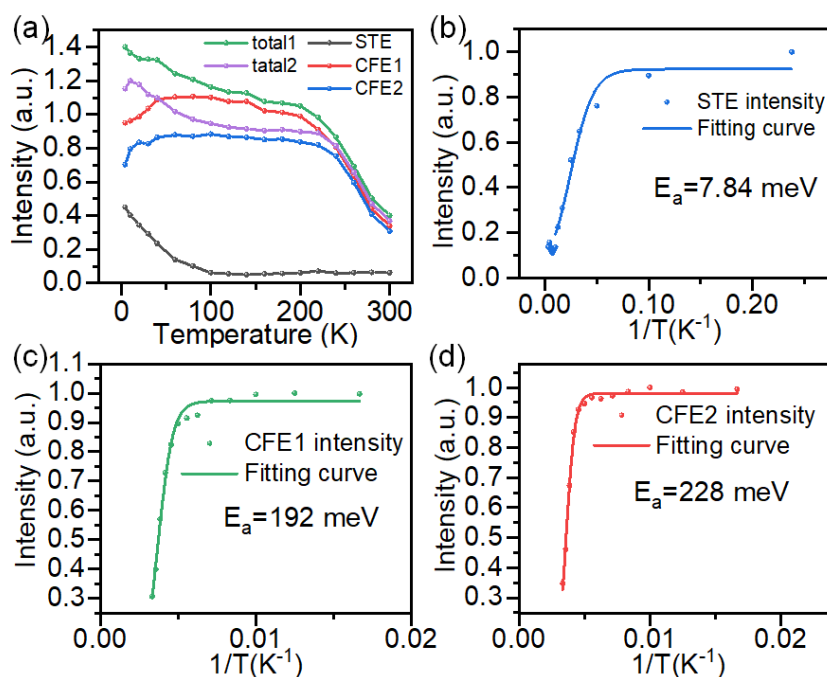 (a)
Intensity (a.u.)
1.4
1.2
1.0
0.8
0.6
0.4
0.2
0.0
total1
STE
tatal2
CFE1
CFE2
0
100
200
300
Temperature (K)
(b)
Intensity (a.u.)
1.0
0.8
0.6
0.4
0.2
0.0
STE intensity
Fitting curve
Eₐ=7.84 meV
0.00
0.10
0.20
1/T(K⁻¹)
(c)
Intensity (a.u.)
1.1
1.0
0.9
0.8
0.7
0.6
0.5
0.4
0.3
CFE1 intensity
Fitting curve
Eₐ=192 meV
0.00
0.01
0.02
1/T(K⁻¹)
(d)
Intensity (a.u.)
1.0
0.9
0.8
0.7
0.6
0.5
0.4
0.3
CFE2 intensity
Fitting curve
Eₐ=228 meV
0.00
0.01
0.02
1/T(K⁻¹)